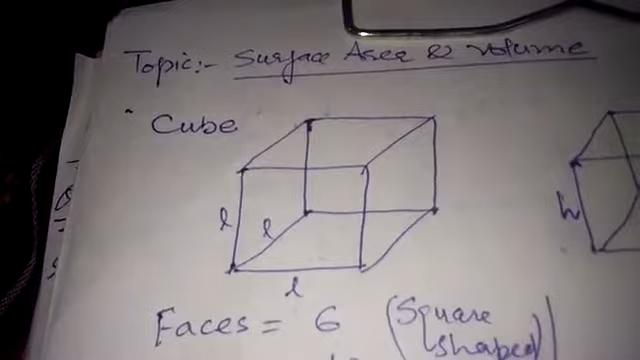 Topic:- Surface Area & Volume
Cube
l
l
l
h
Faces = 6 (Square
shaped)